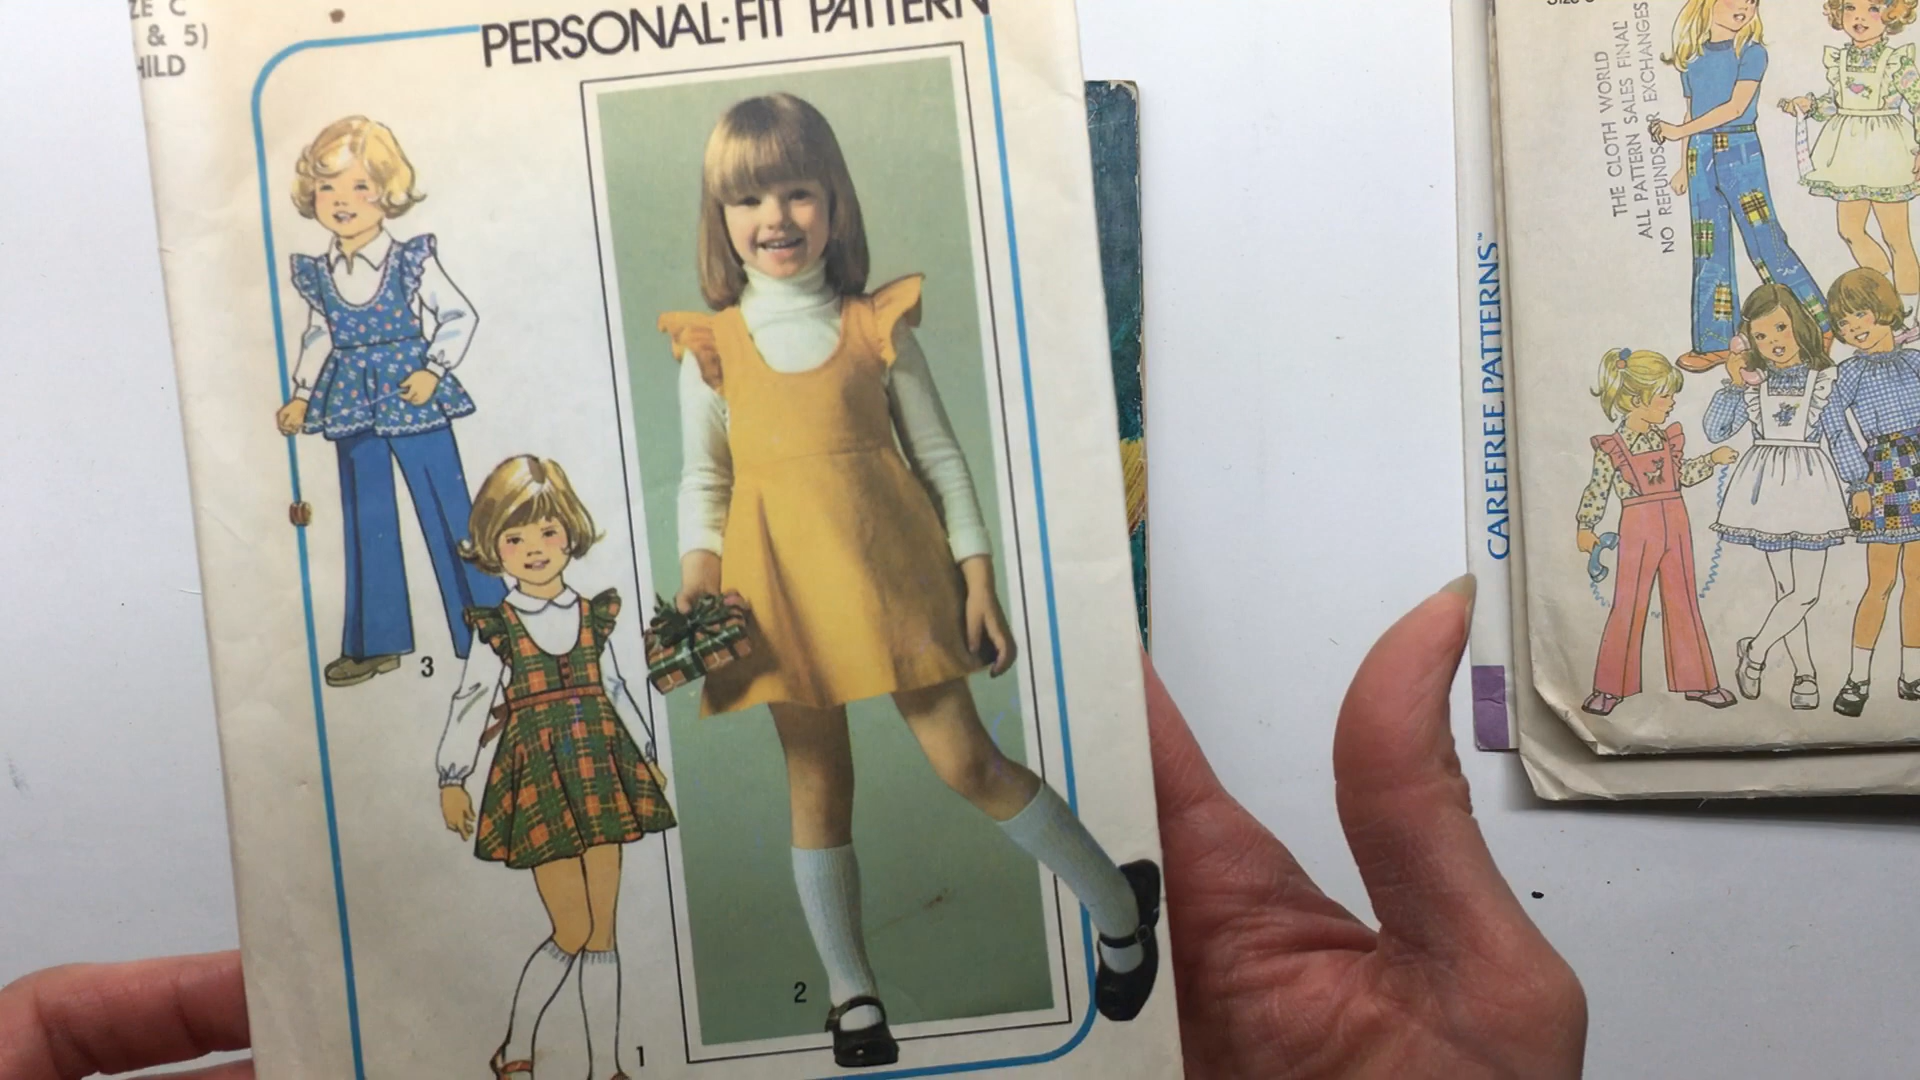 C
& 5)
PERSONAL·FIT PATTERN
3
2
1
CAREFREE PATTERNS™
THE CLOTH WORLD
ALL PATTERN SALES FINAL
NO REFUNDS OR EXCHANGES